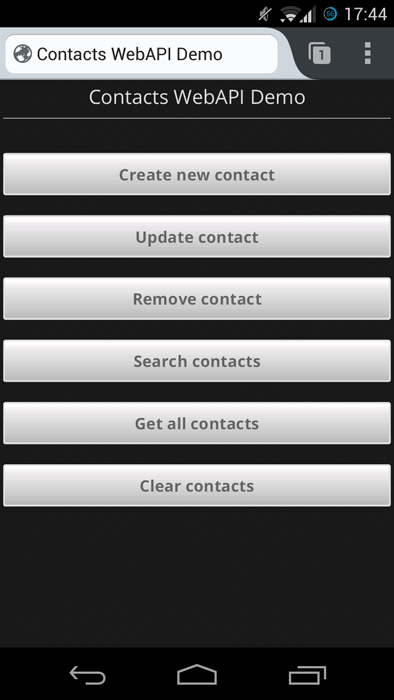 56 17:44
Contacts WebAPI Demo 1
Contacts WebAPI Demo
Create new contact
Update contact
Remove contact
Search contacts
Get all contacts
Clear contacts